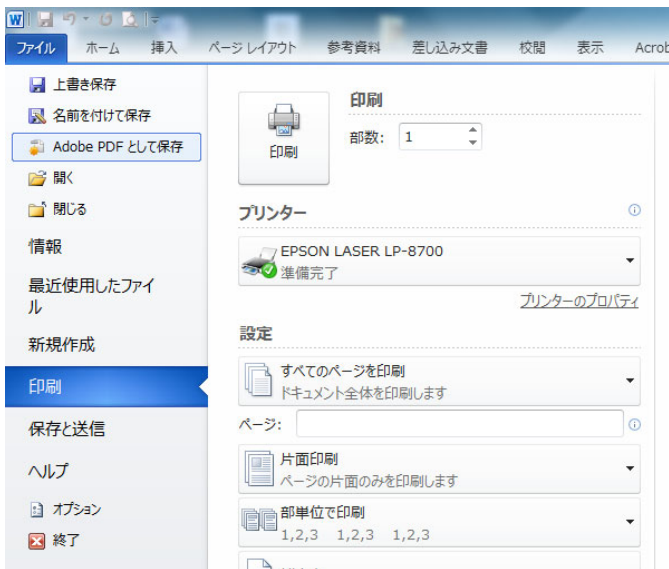 ファイル ホーム 挿入 ページ レイアウト 参考資料 差し込み文書 校閲 表示 Acrob
上書き保存
名前を付けて保存
Adobe PDF として保存
開く
閉じる
情報
最近使用したファイ
ル
新規作成
印刷
保存と送信
ヘルプ
オプション
終了
印刷
印刷
部数: 1
プリンター
EPSON LASER LP-8700
準備完了
プリンターのプロパティ
設定
すべてのページを印刷
ドキュメント全体を印刷します
ページ:
片面印刷
ページの片面のみを印刷します
部単位で印刷
1,2,3 1,2,3 1,2,3